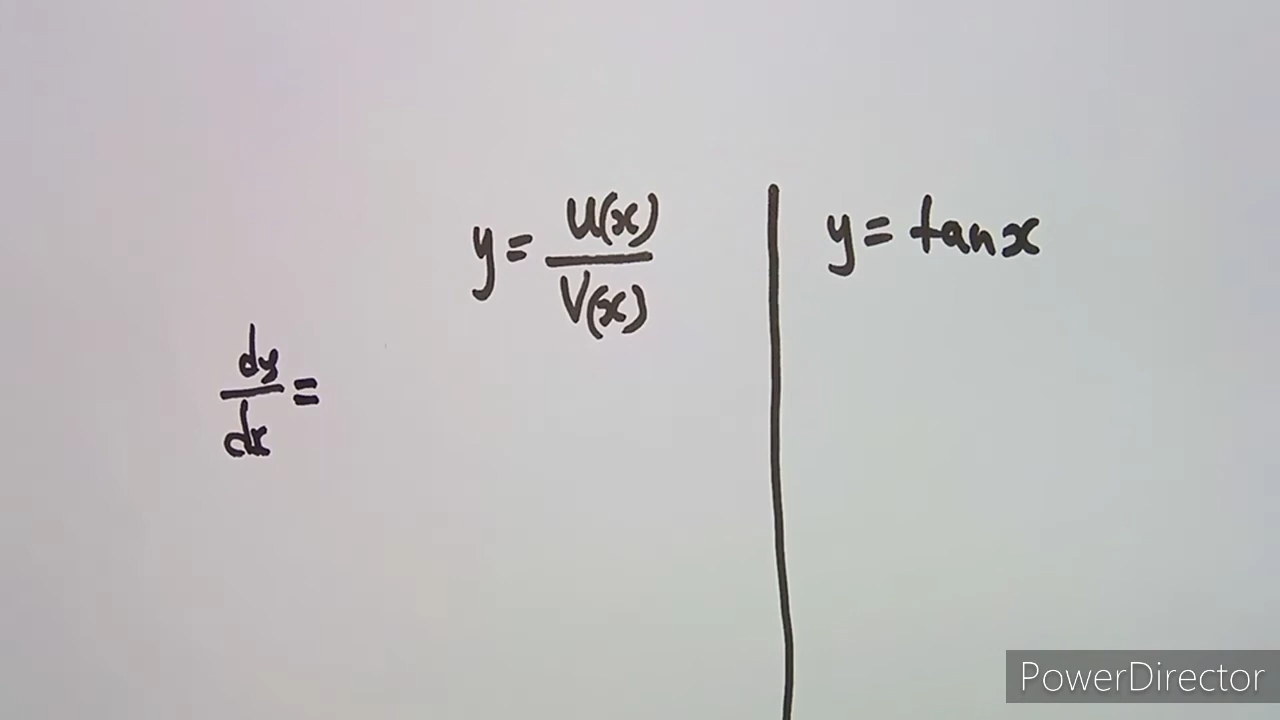 y = u(x)/v(x)
dy/dx =
y = tan x
PowerDirector